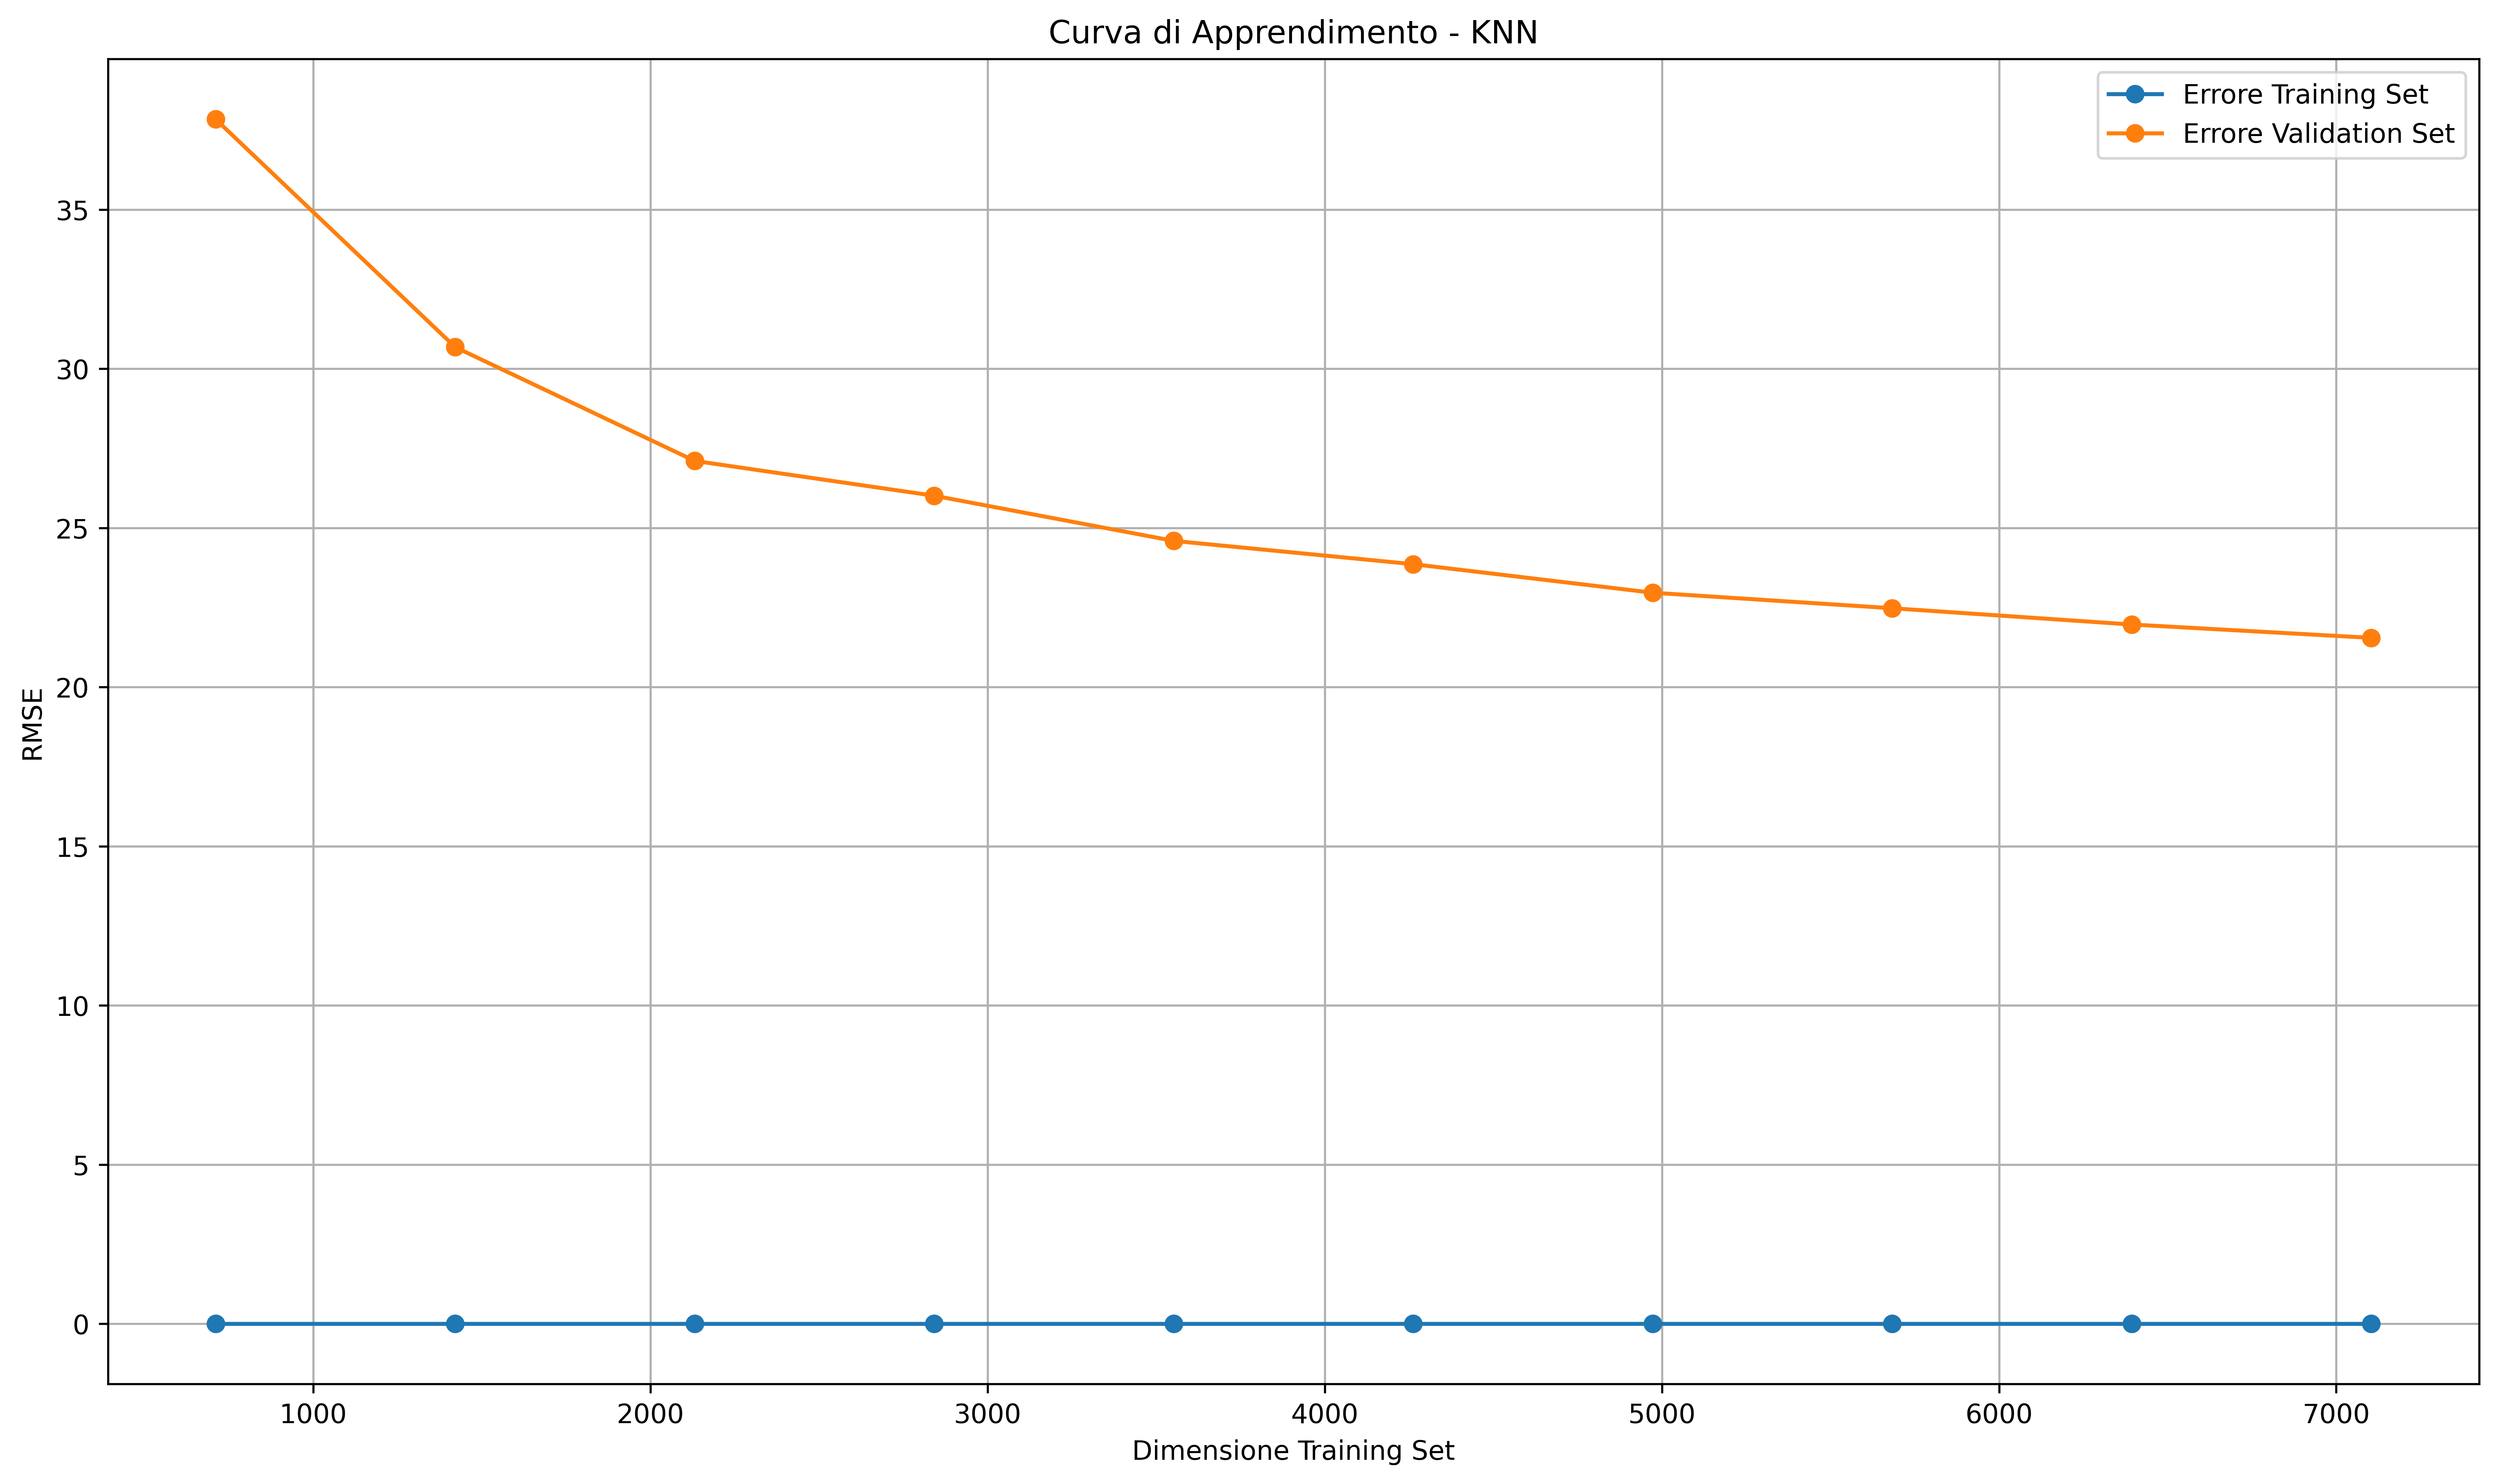 Curva di Apprendimento - KNN
Errore Training Set
Errore Validation Set
RMSE
35
30
25
20
15
10
5
0
1000 2000 3000 4000 5000 6000 7000
Dimensione Training Set